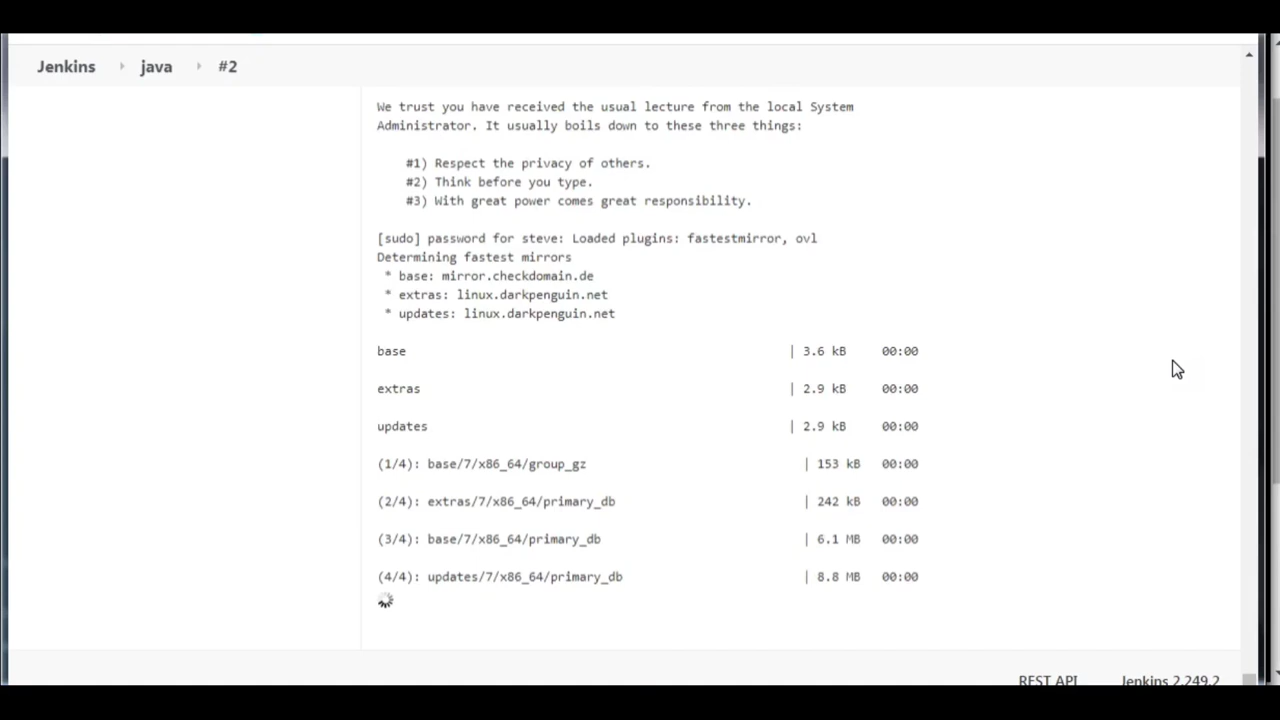 Jenkins java #2
We trust you have received the usual lecture from the local System
Administrator. It usually boils down to these three things:
#1) Respect the privacy of others.
#2) Think before you type.
#3) With great power comes great responsibility.
[sudo] password for steve: Loaded plugins: fastestmirror, ovl
Determining fastest mirrors
* base: mirror.checkdomain.de
* extras: linux.darkpenguin.net
* updates: linux.darkpenguin.net
base | 3.6 kB 00:00
extras | 2.9 kB 00:00
updates | 2.9 kB 00:00
(1/4): base/7/x86_64/group_gz | 153 kB 00:00
(2/4): extras/7/x86_64/primary_db | 242 kB 00:00
(3/4): base/7/x86_64/primary_db | 6.1 MB 00:00
(4/4): updates/7/x86_64/primary_db | 8.8 MB 00:00
REST API Jenkins 2.249.2